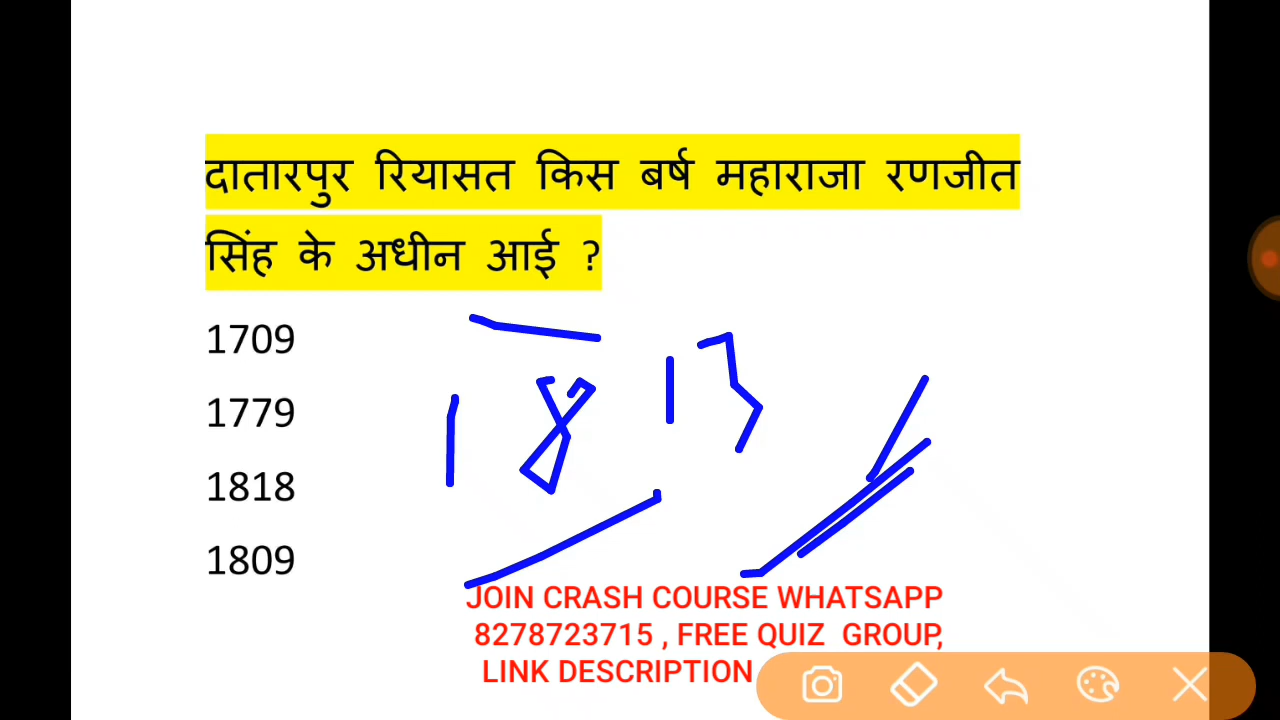 दातारपुर रियासत किस बर्ष महाराजा रणजीत
सिंह के अधीन आई ?
1709
1779
1813
1818
1809
JOIN CRASH COURSE WHATSAPP
8278723715 , FREE QUIZ GROUP,
LINK DESCRIPTION